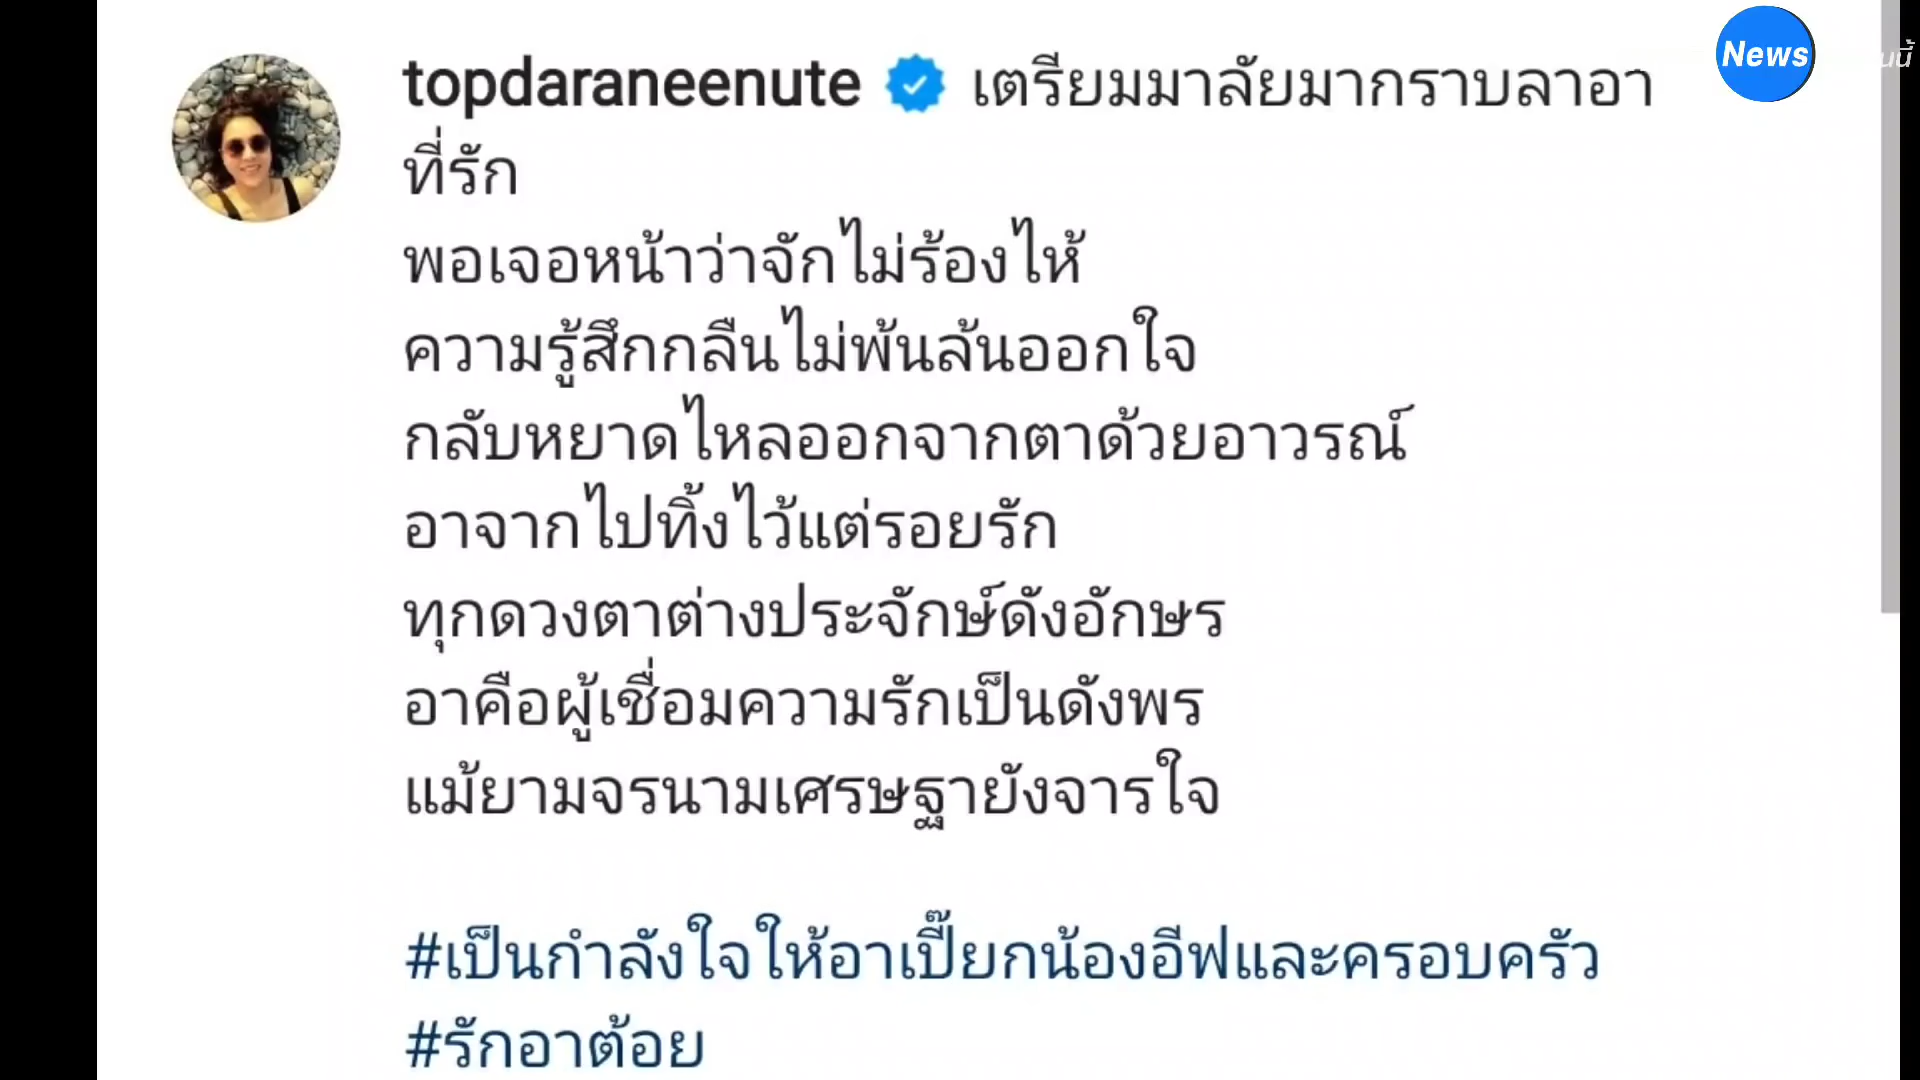 topdaraneenute เตรียมมาลัยมากราบลาอา
ที่รัก
พอเจอหน้าว่าจักไม่ร้องไห้
ความรู้สึกกลืนไม่พ้นล้นออกใจ
กลับหยาดไหลออกจากตาด้วยอาวรณ์
อาจากไปทิ้งไว้แต่รอยรัก
ทุกดวงตาต่างประจักษ์ดังอักษร
อาคือผู้เชื่อมความรักเป็นดังพร
แม้ยามจรนามเศรษฐายังจารใจ
#เป็นกำลังใจให้อาเปี๊ยกน้องอีฟและครอบครัว
#รักอาต้อย
News